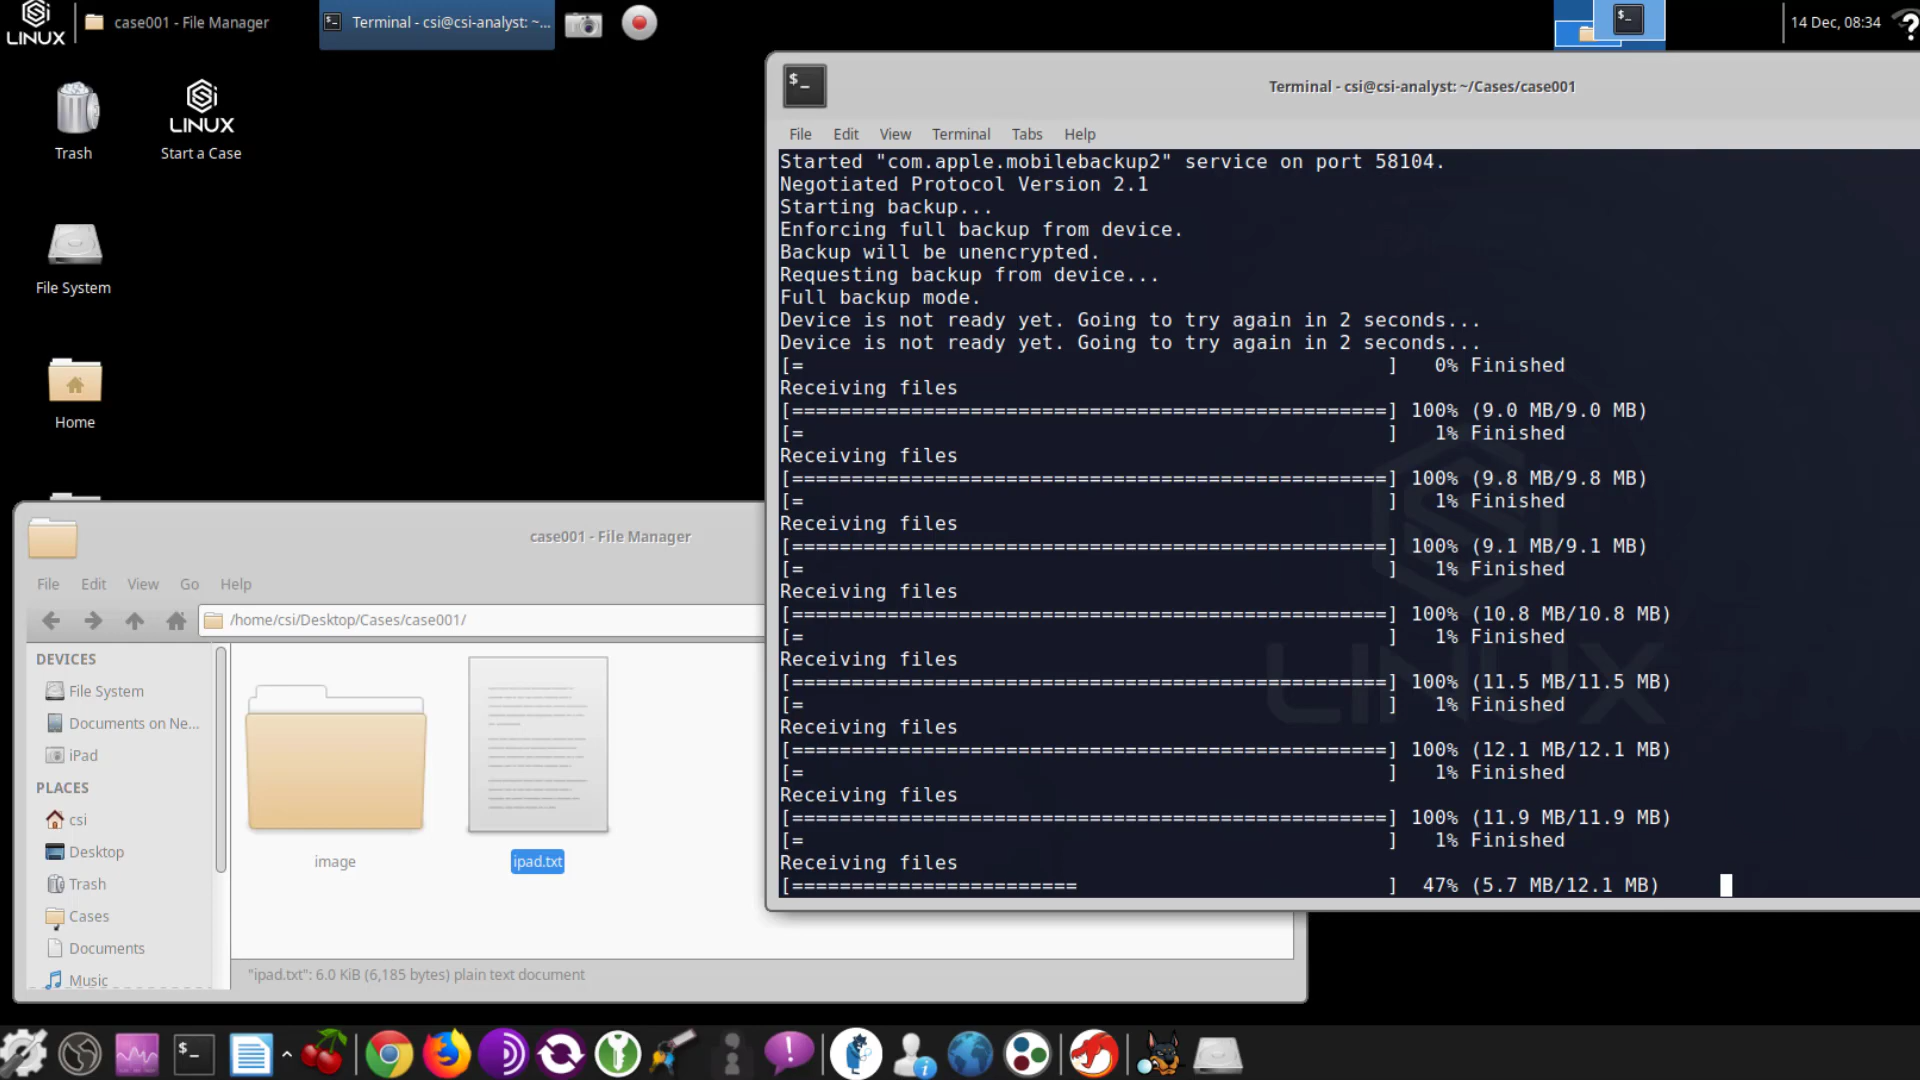 LINUX
case001 - File Manager
Terminal - csi@csi-analyst: ~...
14 Dec, 08:34
Trash
LINUX
Start a Case
File System
Home
Terminal - csi@csi-analyst: ~/Cases/case001
File Edit View Terminal Tabs Help
Started "com.apple.mobilebackup2" service on port 58104.
Negotiated Protocol Version 2.1
Starting backup...
Enforcing full backup from device.
Backup will be unencrypted.
Requesting backup from device...
Full backup mode.
Device is not ready yet. Going to try again in 2 seconds...
Device is not ready yet. Going to try again in 2 seconds...
[=                                                 ]   0% Finished
Receiving files
[==================================================] 100% (9.0 MB/9.0 MB)
[=                                                 ]   1% Finished
Receiving files
[==================================================] 100% (9.8 MB/9.8 MB)
[=                                                 ]   1% Finished
Receiving files
[==================================================] 100% (9.1 MB/9.1 MB)
[=                                                 ]   1% Finished
Receiving files
[==================================================] 100% (10.8 MB/10.8 MB)
[=                                                 ]   1% Finished
Receiving files
[==================================================] 100% (11.5 MB/11.5 MB)
[=                                                 ]   1% Finished
Receiving files
[==================================================] 100% (12.1 MB/12.1 MB)
[=                                                 ]   1% Finished
Receiving files
[==================================================] 100% (11.9 MB/11.9 MB)
[=                                                 ]   1% Finished
Receiving files
[========================                          ]  47% (5.7 MB/12.1 MB)
LINUX
case001 - File Manager
File Edit View Go Help
/home/csi/Desktop/Cases/case001/
DEVICES
File System
Documents on Ne...
iPad
PLACES
csi
Desktop
Trash
Cases
Documents
Music
image
ipad.txt
"ipad.txt": 6.0 KiB (6,185 bytes) plain text document